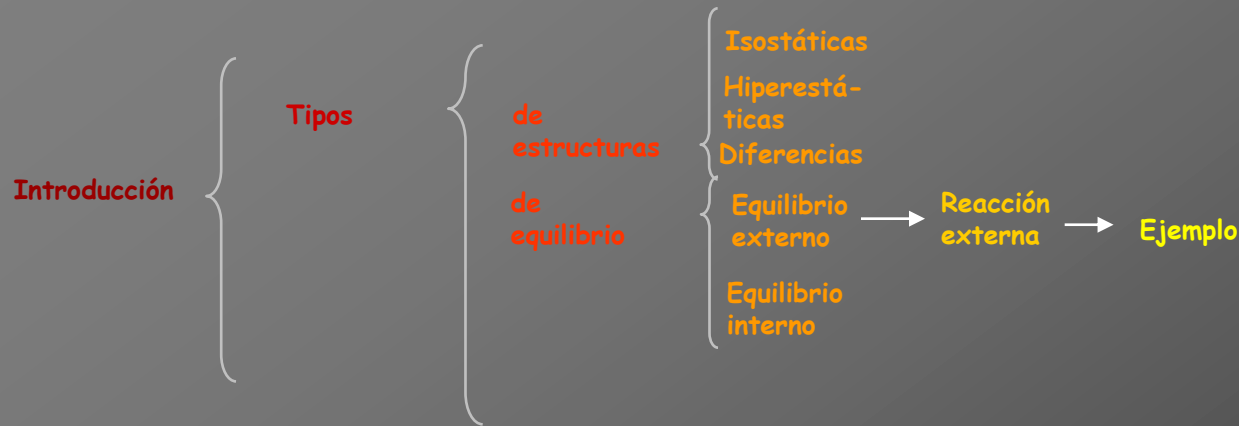 Introducción
Tipos
de
estructuras
Isostáticas
Hiperestá-
ticas
Diferencias
de
equilibrio
Equilibrio
externo
Reacción
externa
Ejemplo
Equilibrio
interno